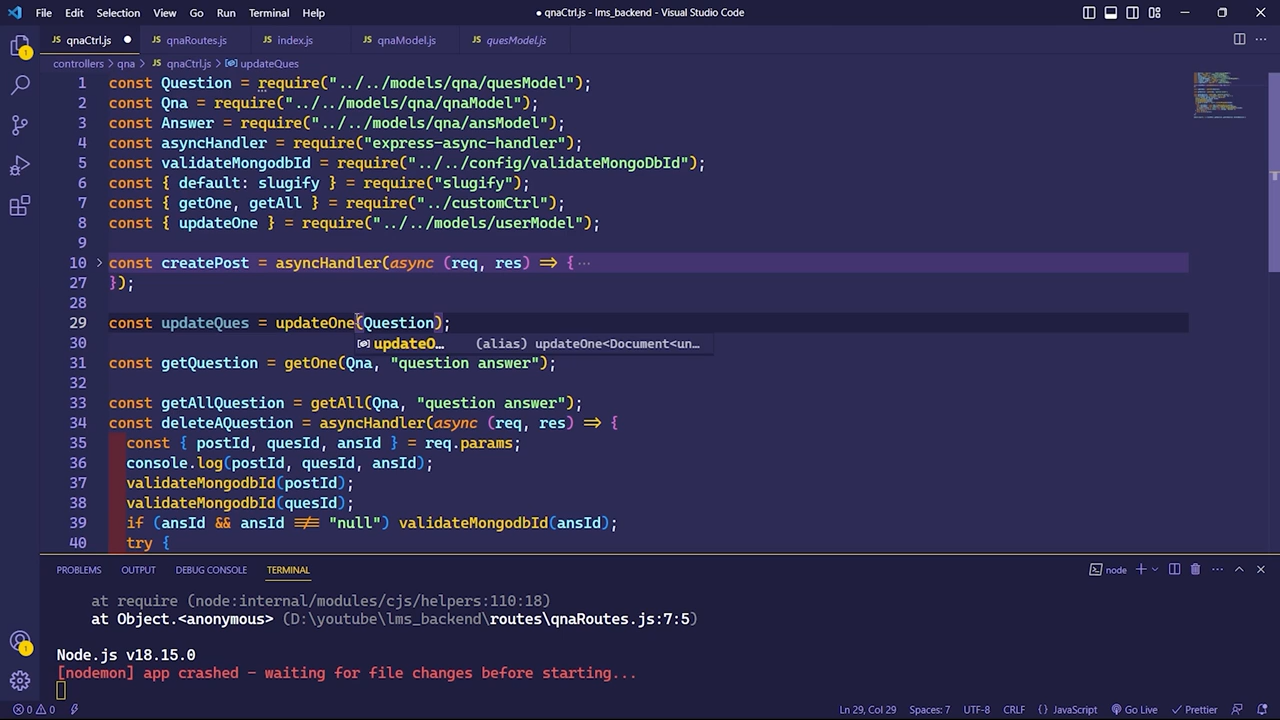 File Edit Selection View Go Run Terminal Help
● qnaCtrl.js - lms_backend - Visual Studio Code
qnaCtrl.js ● qnaRoutes.js index.js qnaModel.js quesModel.js
controllers > qna > qnaCtrl.js > updateQues
1 const Question = require("../../models/qna/quesModel");
2 const Qna = require("../../models/qna/qnaModel");
3 const Answer = require("../../models/qna/ansModel");
4 const asyncHandler = require("express-async-handler");
5 const validateMongodbId = require("../../config/validateMongoDbId");
6 const { default: slugify } = require("slugify");
7 const { getOne, getAll } = require("../customCtrl");
8 const { updateOne } = require("../../models/userModel");
9
10 const createPost = asyncHandler(async (req, res) => { ...
27 });
28
29 const updateQues = updateOne(Question);
30 updateO... (alias) updateOne<Document<un...
31 const getQuestion = getOne(Qna, "question answer");
32
33 const getAllQuestion = getAll(Qna, "question answer");
34 const deleteAQuestion = asyncHandler(async (req, res) => {
35 const { postId, quesId, ansId } = req.params;
36 console.log(postId, quesId, ansId);
37 validateMongodbId(postId);
38 validateMongodbId(quesId);
39 if (ansId && ansId !== "null") validateMongodbId(ansId);
40 try {
PROBLEMS OUTPUT DEBUG CONSOLE TERMINAL node
at require (node:internal/modules/cjs/helpers:110:18)
at Object.<anonymous> (D:\youtube\lms_backend\routes\qnaRoutes.js:7:5)
Node.js v18.15.0
[nodemon] app crashed - waiting for file changes before starting...
0 0 Ln 29, Col 29 Spaces: 7 UTF-8 CRLF {} JavaScript Go Live Prettier